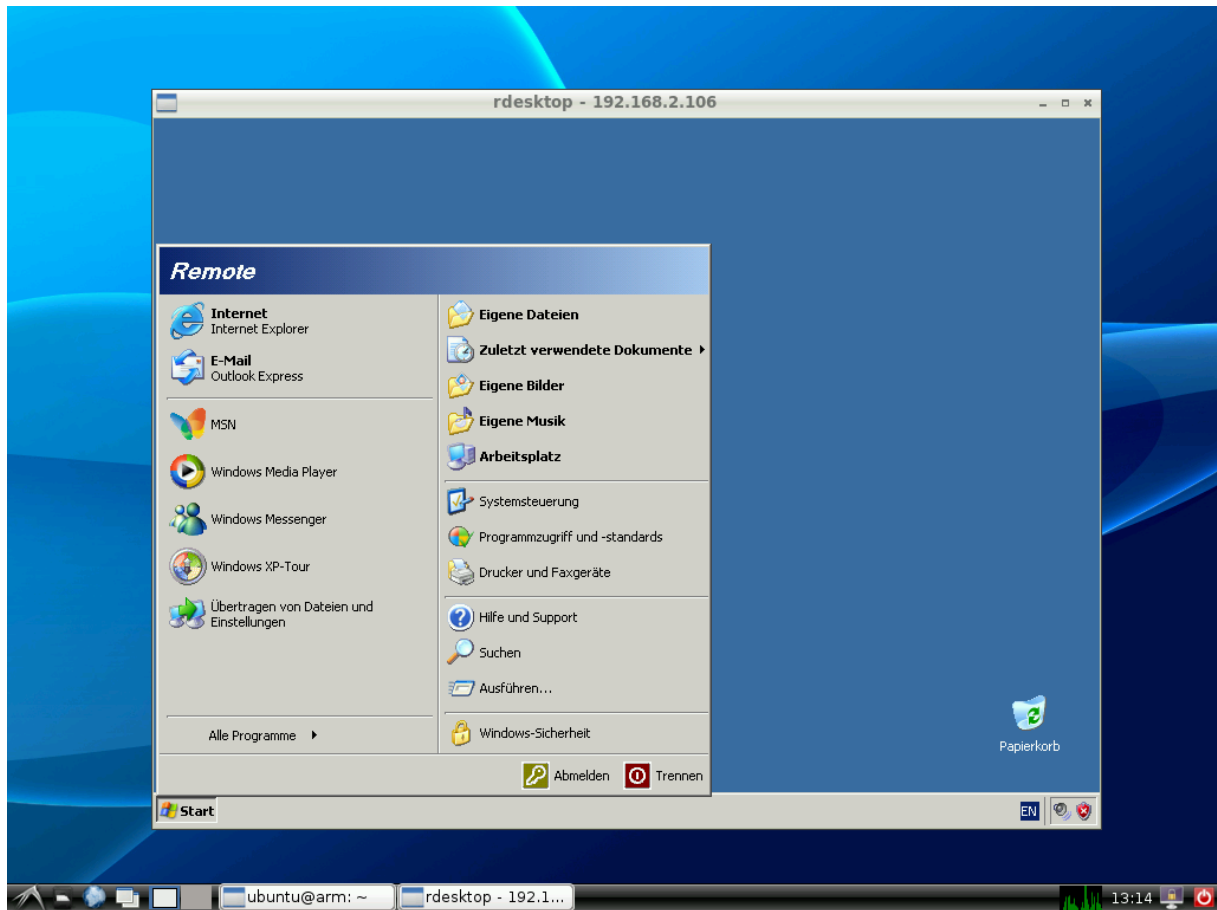 rdesktop - 192.168.2.106
Remote
Internet
Internet Explorer
E-Mail
Outlook Express
MSN
Windows Media Player
Windows Messenger
Windows XP-Tour
Übertragen von Dateien und
Einstellungen
Alle Programme
Eigene Dateien
Zuletzt verwendete Dokumente
Eigene Bilder
Eigene Musik
Arbeitsplatz
Systemsteuerung
Programmzugriff und -standards
Drucker und Faxgeräte
Hilfe und Support
Suchen
Ausführen...
Windows-Sicherheit
Abmelden
Trennen
Papierkorb
Start
EN
ubuntu@arm: ~
rdesktop - 192.1...
13:14